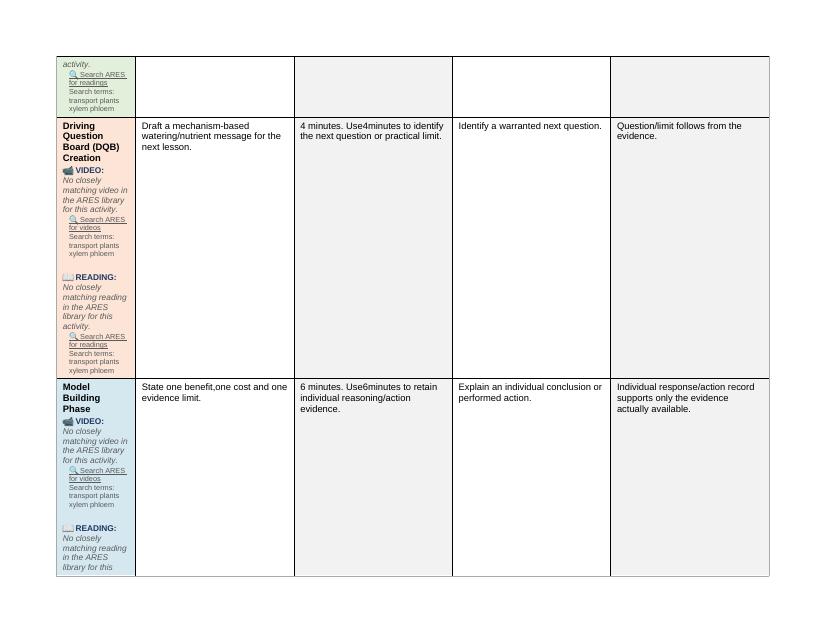 activity.
🔍 Search ARES
for readings
Search terms:
transport plants
xylem phloem
Driving
Question
Board (DQB)
Creation
📹 VIDEO:
No closely
matching video in
the ARES library
for this activity.
🔍 Search ARES
for videos
Search terms:
transport plants
xylem phloem
📖 READING:
No closely
matching reading
in the ARES
library for this
activity.
🔍 Search ARES
for readings
Search terms:
transport plants
xylem phloem
Draft a mechanism-based
watering/nutrient message for the
next lesson.
4 minutes. Use4minutes to identify
the next question or practical limit.
Identify a warranted next question.
Question/limit follows from the
evidence.
Model
Building
Phase
📹 VIDEO:
No closely
matching video in
the ARES library
for this activity.
🔍 Search ARES
for videos
Search terms:
transport plants
xylem phloem
📖 READING:
No closely
matching reading
in the ARES
library for this
State one benefit,one cost and one
evidence limit.
6 minutes. Use6minutes to retain
individual reasoning/action
evidence.
Explain an individual conclusion or
performed action.
Individual response/action record
supports only the evidence
actually available.